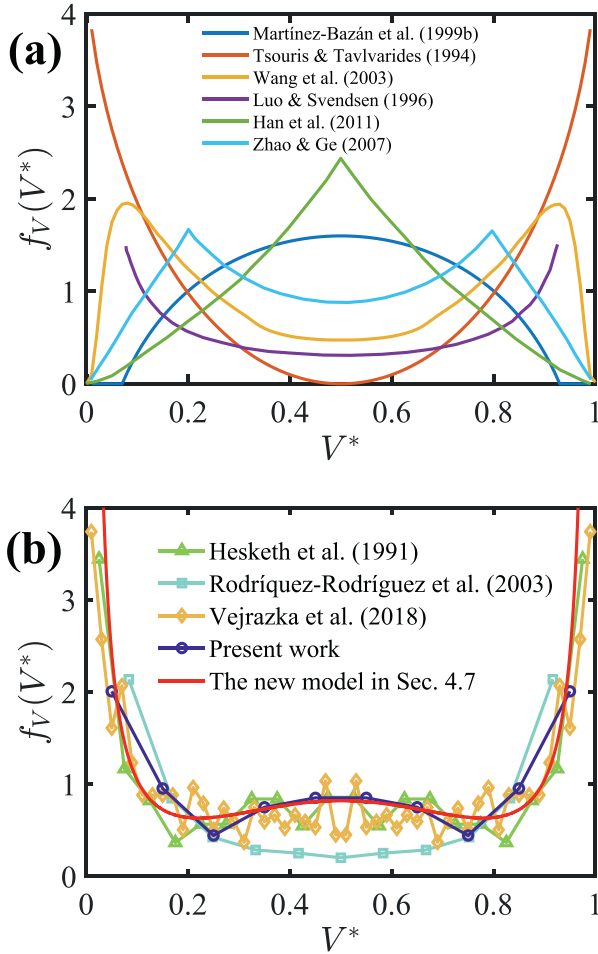 (a)
Martínez-Bazán et al. (1999b)
Tsouris & Tavlvarides (1994)
Wang et al. (2003)
Luo & Svendsen (1996)
Han et al. (2011)
Zhao & Ge (2007)
4
3
2
1
0
f_V(V*)
0 0.2 0.4 0.6 0.8 1
V*
(b)
Hesketh et al. (1991)
Rodríquez-Rodríguez et al. (2003)
Vejrazka et al. (2018)
Present work
The new model in Sec. 4.7
4
3
2
1
0
f_V(V*)
0 0.2 0.4 0.6 0.8 1
V*